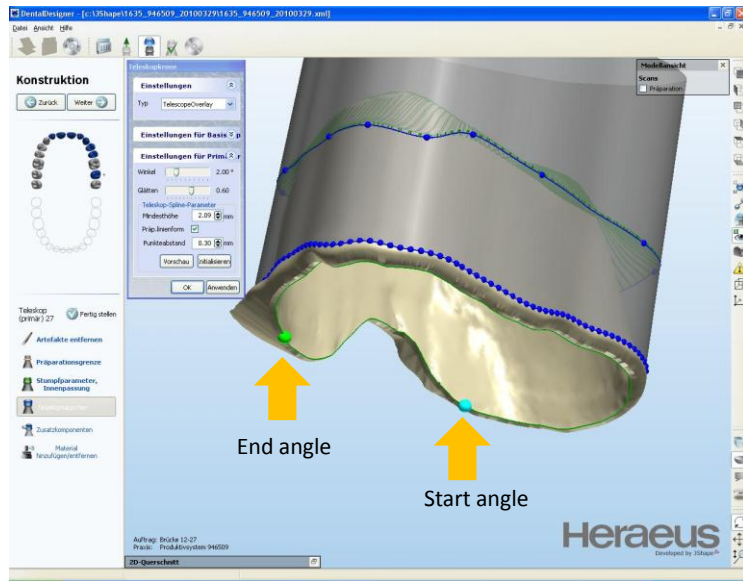 DentalDesigner - [c:\3Shape\1635_946509_20100329\1635_946509_20100329.xml]
Datei Ansicht Hilfe
Konstruktion
Zurück Weiter
Teleskop
(primär) 27
Fertig stellen
Artefakte entfernen
Präparationsgrenze
Stumpfparameter,
Innenpassung
Zusatzkomponenten
Material
hinzufügen/entfernen
Teleskopkrone
Einstellungen
Typ TelescopeOverlay
Einstellungen für Basis
Einstellungen für
Winkel 2.00 °
Glätten 0.60
Teleskop-Spline-Parameter
Mindesthöhe 2.09 mm
Präp.linienform
Punkteabstand 8.30 mm
Vorschau Initialisieren
OK Anwenden
Modellansicht
Scans
Präparation
End angle
Start angle
Auftrag: Brücke 12-27
Praxis: Produktivsystem 946509
2D-Querschnitt
Heraeus
Developed by 3Shape